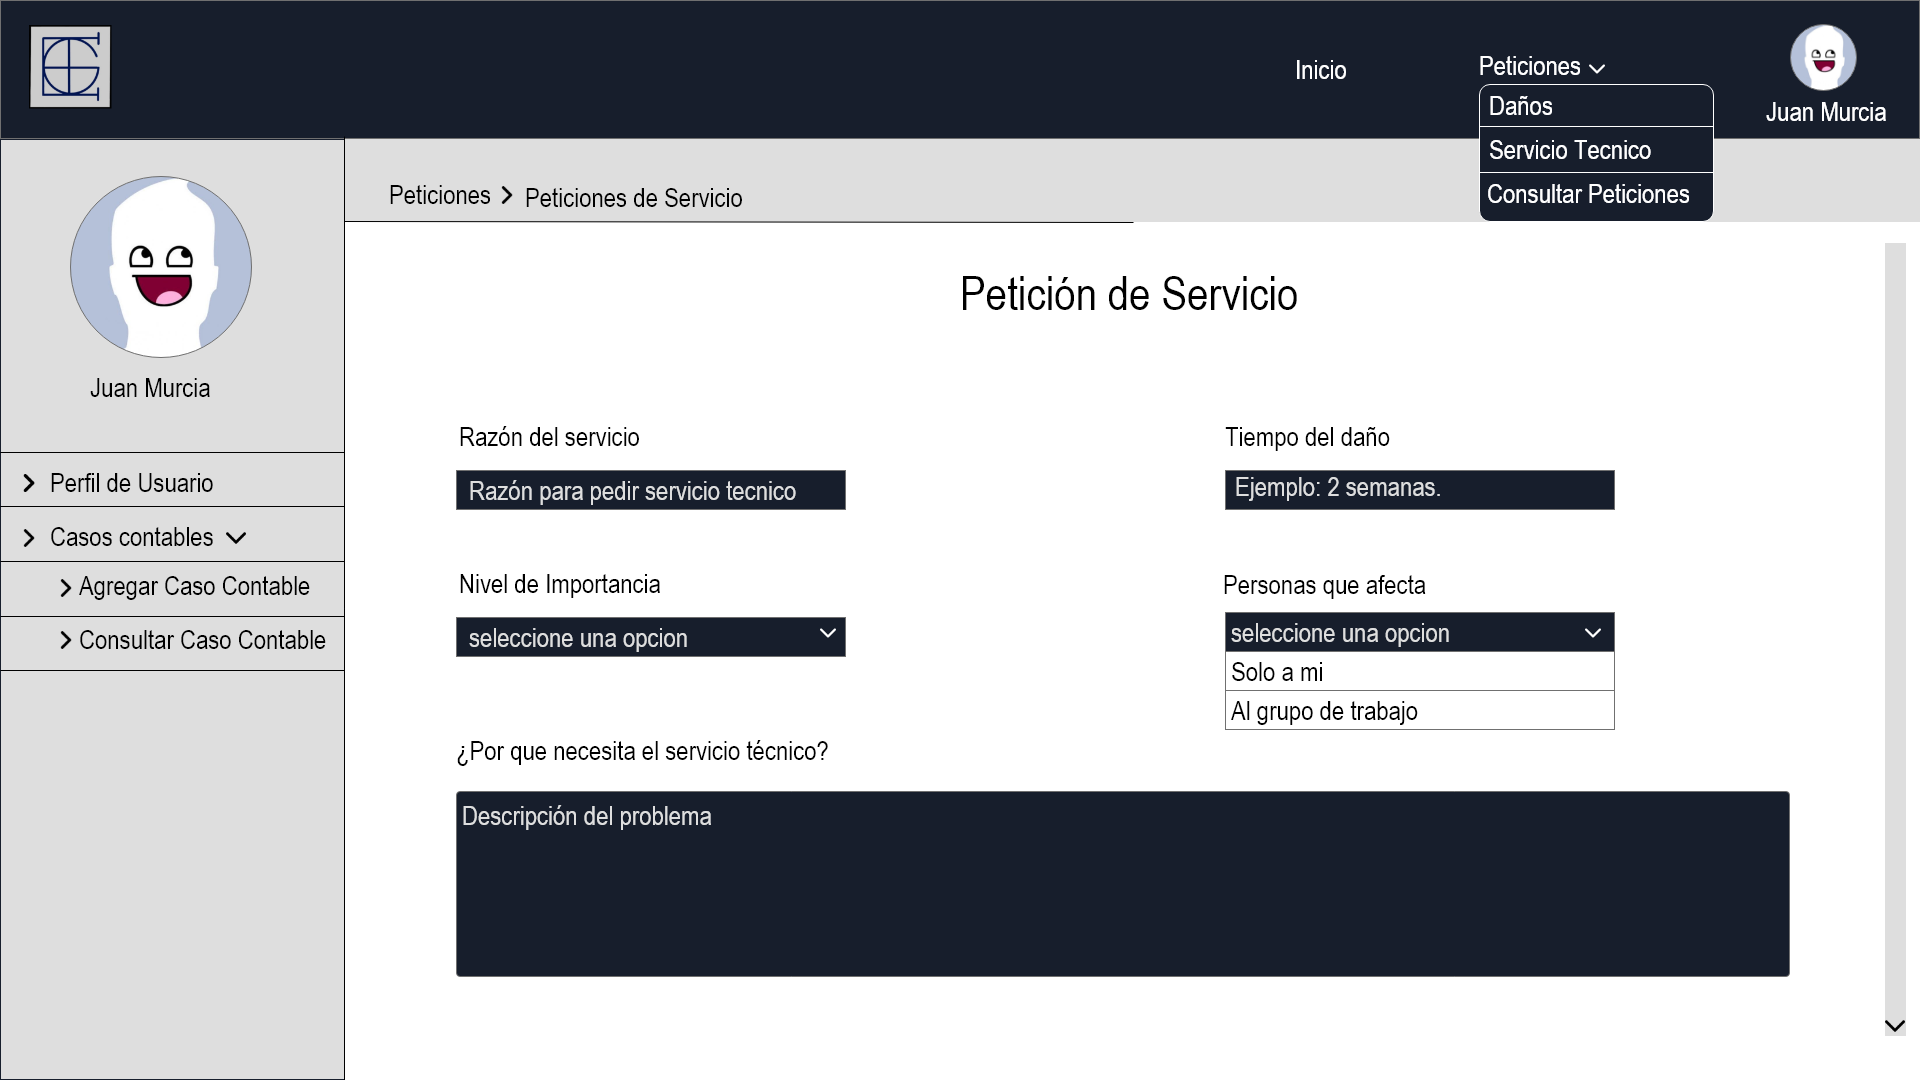 Inicio
Peticiones
Daños
Servicio Tecnico
Consultar Peticiones
Juan Murcia
Juan Murcia
Perfil de Usuario
Casos contables
Agregar Caso Contable
Consultar Caso Contable
Peticiones
Peticiones de Servicio
Petición de Servicio
Razón del servicio
Razón para pedir servicio tecnico
Tiempo del daño
Ejemplo: 2 semanas.
Nivel de Importancia
seleccione una opcion
Personas que afecta
seleccione una opcion
Solo a mi
Al grupo de trabajo
¿Por que necesita el servicio técnico?
Descripción del problema